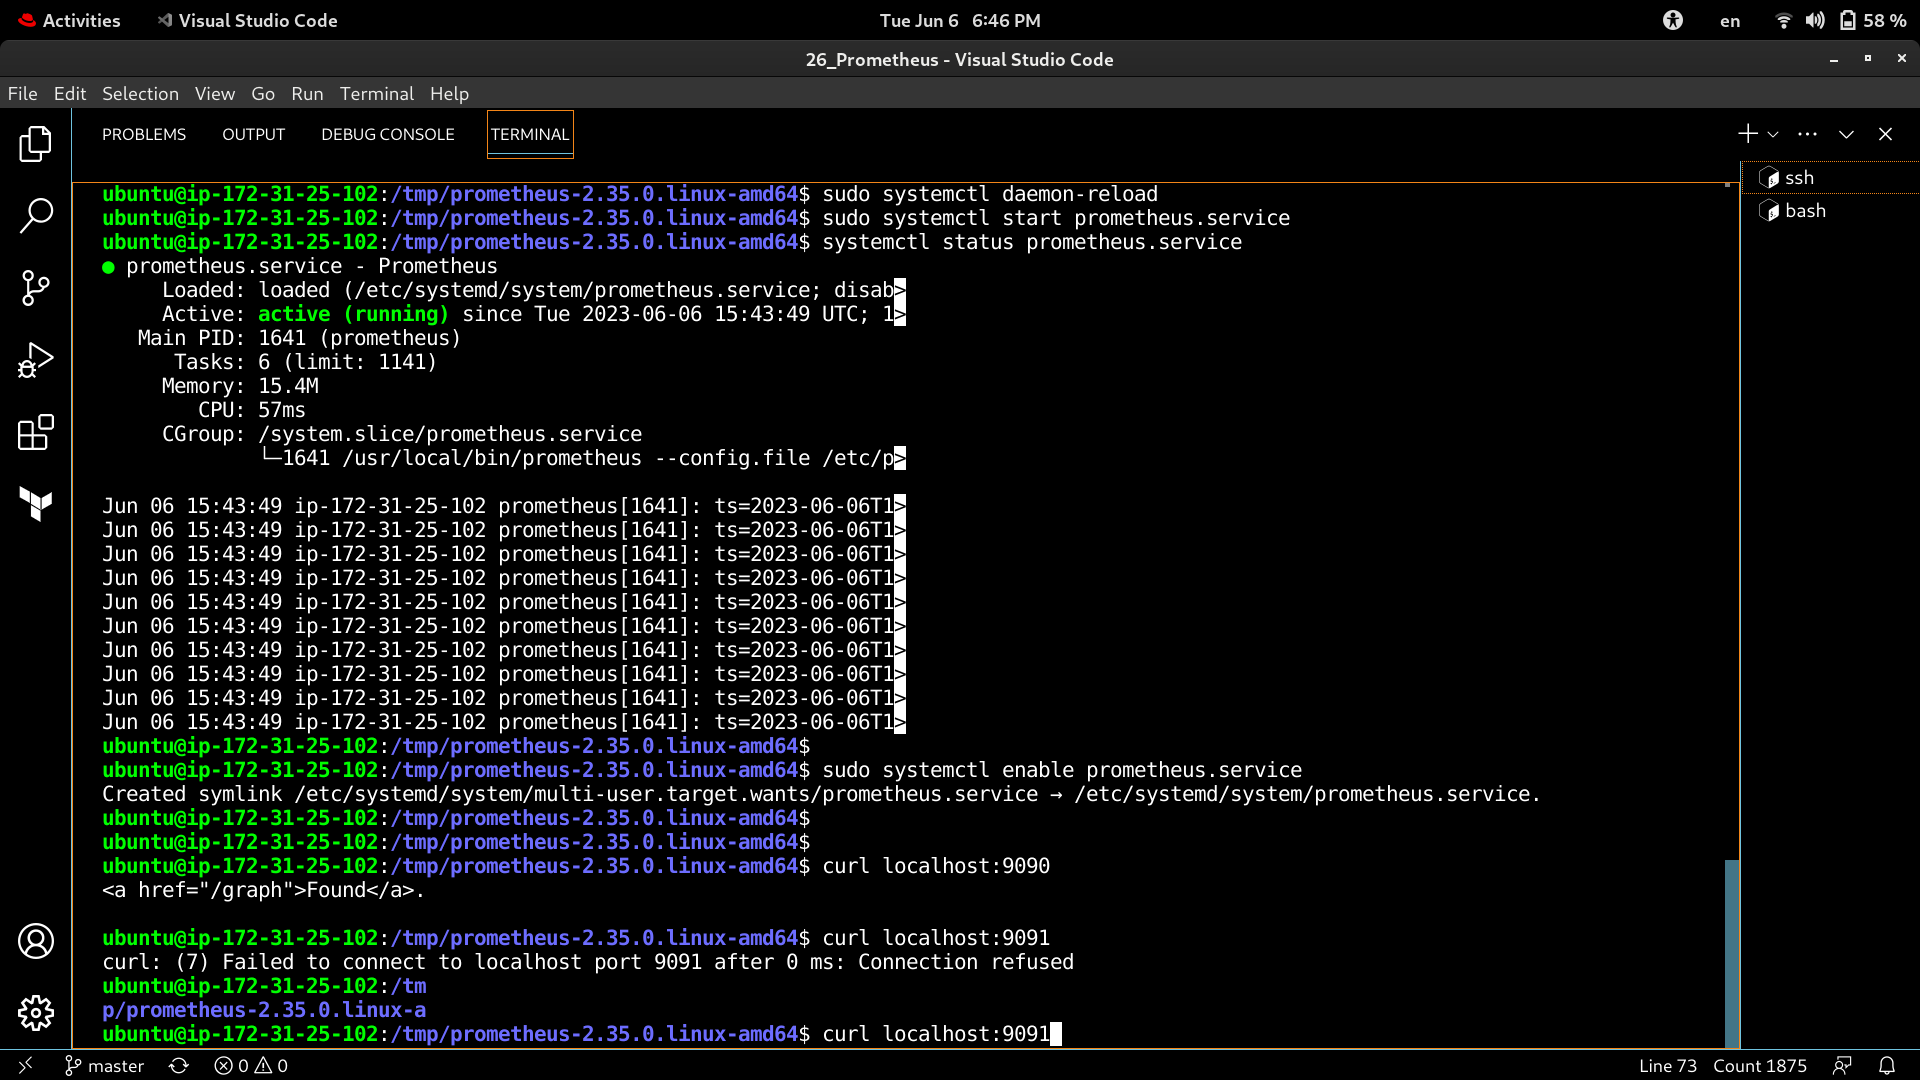 Activities
Visual Studio Code
Tue Jun 6 6:46 PM
en
58 %
26_Prometheus - Visual Studio Code
File Edit Selection View Go Run Terminal Help
PROBLEMS OUTPUT DEBUG CONSOLE TERMINAL
ssh
bash
ubuntu@ip-172-31-25-102:/tmp/prometheus-2.35.0.linux-amd64$ sudo systemctl daemon-reload
ubuntu@ip-172-31-25-102:/tmp/prometheus-2.35.0.linux-amd64$ sudo systemctl start prometheus.service
ubuntu@ip-172-31-25-102:/tmp/prometheus-2.35.0.linux-amd64$ systemctl status prometheus.service
● prometheus.service - Prometheus
     Loaded: loaded (/etc/systemd/system/prometheus.service; disab>
     Active: active (running) since Tue 2023-06-06 15:43:49 UTC; 1>
   Main PID: 1641 (prometheus)
      Tasks: 6 (limit: 1141)
     Memory: 15.4M
        CPU: 57ms
     CGroup: /system.slice/prometheus.service
             └─1641 /usr/local/bin/prometheus --config.file /etc/p>
Jun 06 15:43:49 ip-172-31-25-102 prometheus[1641]: ts=2023-06-06T1>
Jun 06 15:43:49 ip-172-31-25-102 prometheus[1641]: ts=2023-06-06T1>
Jun 06 15:43:49 ip-172-31-25-102 prometheus[1641]: ts=2023-06-06T1>
Jun 06 15:43:49 ip-172-31-25-102 prometheus[1641]: ts=2023-06-06T1>
Jun 06 15:43:49 ip-172-31-25-102 prometheus[1641]: ts=2023-06-06T1>
Jun 06 15:43:49 ip-172-31-25-102 prometheus[1641]: ts=2023-06-06T1>
Jun 06 15:43:49 ip-172-31-25-102 prometheus[1641]: ts=2023-06-06T1>
Jun 06 15:43:49 ip-172-31-25-102 prometheus[1641]: ts=2023-06-06T1>
Jun 06 15:43:49 ip-172-31-25-102 prometheus[1641]: ts=2023-06-06T1>
Jun 06 15:43:49 ip-172-31-25-102 prometheus[1641]: ts=2023-06-06T1>
ubuntu@ip-172-31-25-102:/tmp/prometheus-2.35.0.linux-amd64$
ubuntu@ip-172-31-25-102:/tmp/prometheus-2.35.0.linux-amd64$ sudo systemctl enable prometheus.service
Created symlink /etc/systemd/system/multi-user.target.wants/prometheus.service → /etc/systemd/system/prometheus.service.
ubuntu@ip-172-31-25-102:/tmp/prometheus-2.35.0.linux-amd64$
ubuntu@ip-172-31-25-102:/tmp/prometheus-2.35.0.linux-amd64$
ubuntu@ip-172-31-25-102:/tmp/prometheus-2.35.0.linux-amd64$ curl localhost:9090
<a href="/graph">Found</a>.
ubuntu@ip-172-31-25-102:/tmp/prometheus-2.35.0.linux-amd64$ curl localhost:9091
curl: (7) Failed to connect to localhost port 9091 after 0 ms: Connection refused
ubuntu@ip-172-31-25-102:/tm
p/prometheus-2.35.0.linux-a
ubuntu@ip-172-31-25-102:/tmp/prometheus-2.35.0.linux-amd64$ curl localhost:9091
master
0 0
Line 73 Count 1875